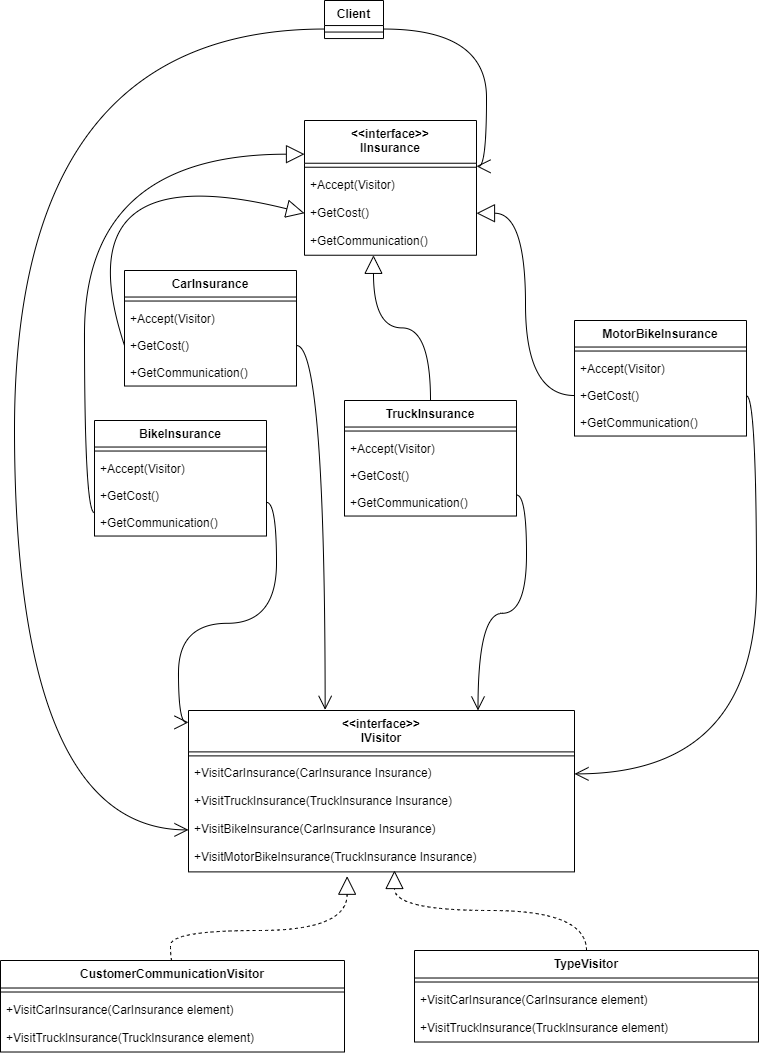 Client
<<interface>>
IInsurance
+Accept(Visitor)
+GetCost()
+GetCommunication()
CarInsurance
+Accept(Visitor)
+GetCost()
+GetCommunication()
MotorBikeInsurance
+Accept(Visitor)
+GetCost()
+GetCommunication()
TruckInsurance
+Accept(Visitor)
+GetCost()
+GetCommunication()
BikeInsurance
+Accept(Visitor)
+GetCost()
+GetCommunication()
<<interface>>
IVisitor
+VisitCarInsurance(CarInsurance Insurance)
+VisitTruckInsurance(TruckInsurance Insurance)
+VisitBikeInsurance(CarInsurance Insurance)
+VisitMotorBikeInsurance(TruckInsurance Insurance)
CustomerCommunicationVisitor
+VisitCarInsurance(CarInsurance element)
+VisitTruckInsurance(TruckInsurance element)
TypeVisitor
+VisitCarInsurance(CarInsurance element)
+VisitTruckInsurance(TruckInsurance element)